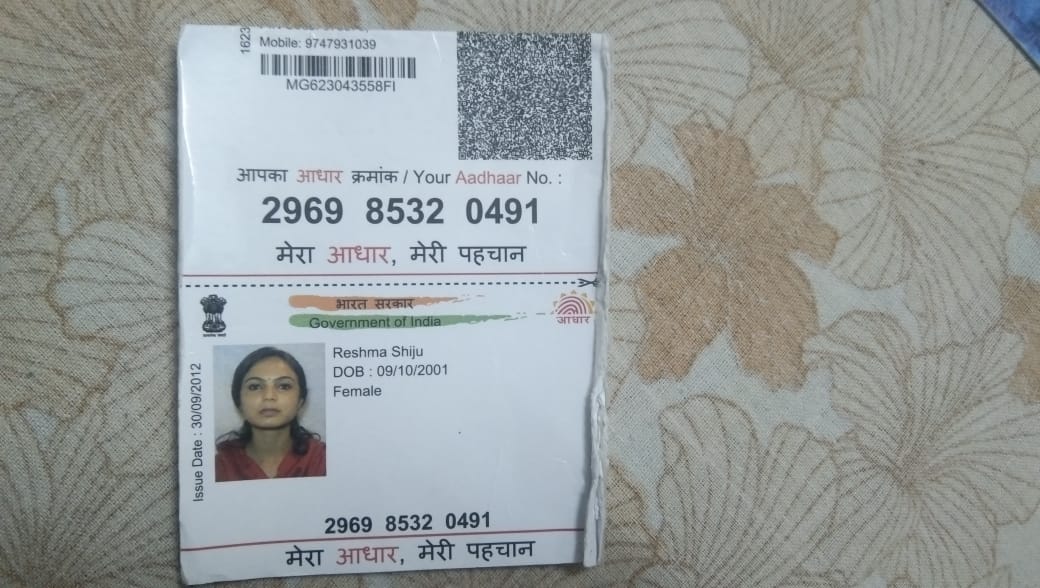 1623
Mobile: 9747931039
MG623043558FI
आपका आधार क्रमांक / Your Aadhaar No. :
2969 8532 0491
मेरा आधार, मेरी पहचान
भारत सरकार
Government of India
आधार
Issue Date : 30/09/2012
Reshma Shiju
DOB : 09/10/2001
Female
2969 8532 0491
मेरा आधार, मेरी पहचान